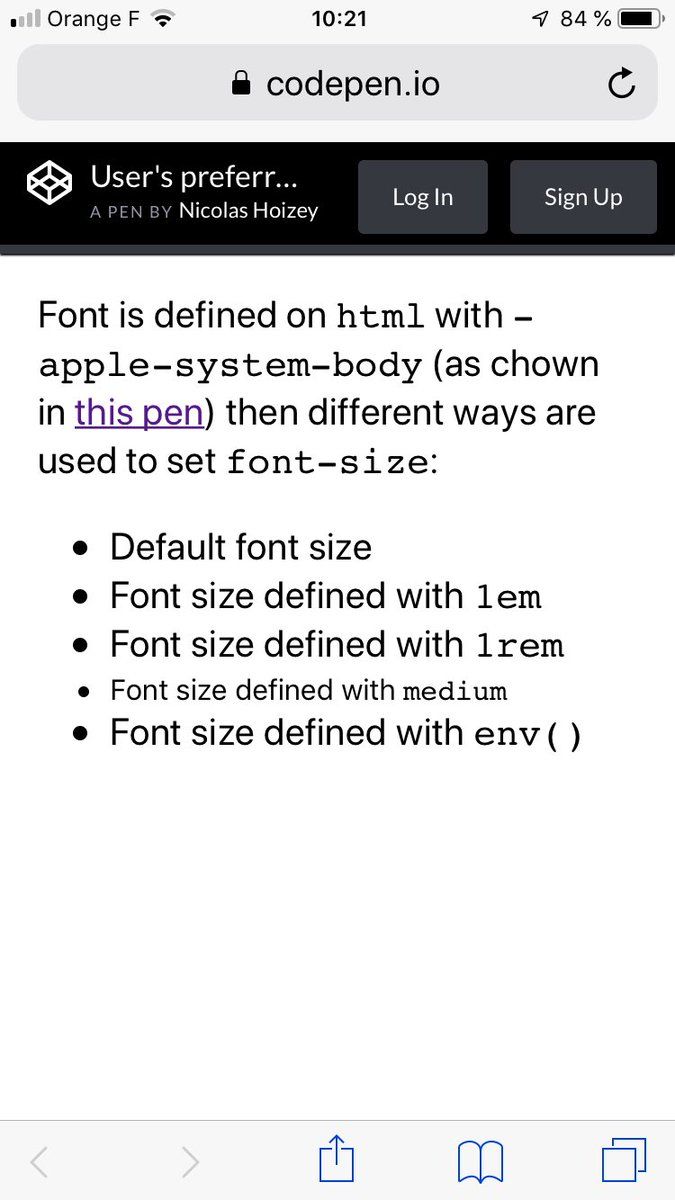 Orange F 10:21 84 %
codepen.io
User's preferr...
A PEN BY Nicolas Hoizey
Log In
Sign Up
Font is defined on html with -
apple-system-body (as chown
in this pen) then different ways are
used to set font-size:
• Default font size
• Font size defined with 1em
• Font size defined with 1rem
• Font size defined with medium
• Font size defined with env()